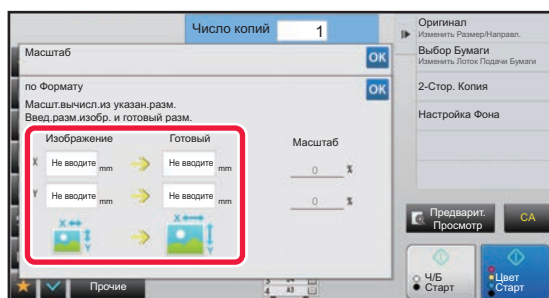 Число копий 1
Масштаб
OK
по Формату
OK
Масшт.вычисл.из указан.разм.
Введ.разм.изобр. и готовый разм.
Изображение Готовый Масштаб
X Не вводите mm Не вводите mm 0 %
Y Не вводите mm Не вводите mm 0 %
X X
Y Y
Прочие
4 A3
Оригинал
Изменить Размер/Направл.
Выбор Бумаги
Изменить Лоток Подачи Бумаги
2-Стор. Копия
Настройка Фона
Предварит.
Просмотр
CA
Ч/Б
Старт
Цвет
Старт